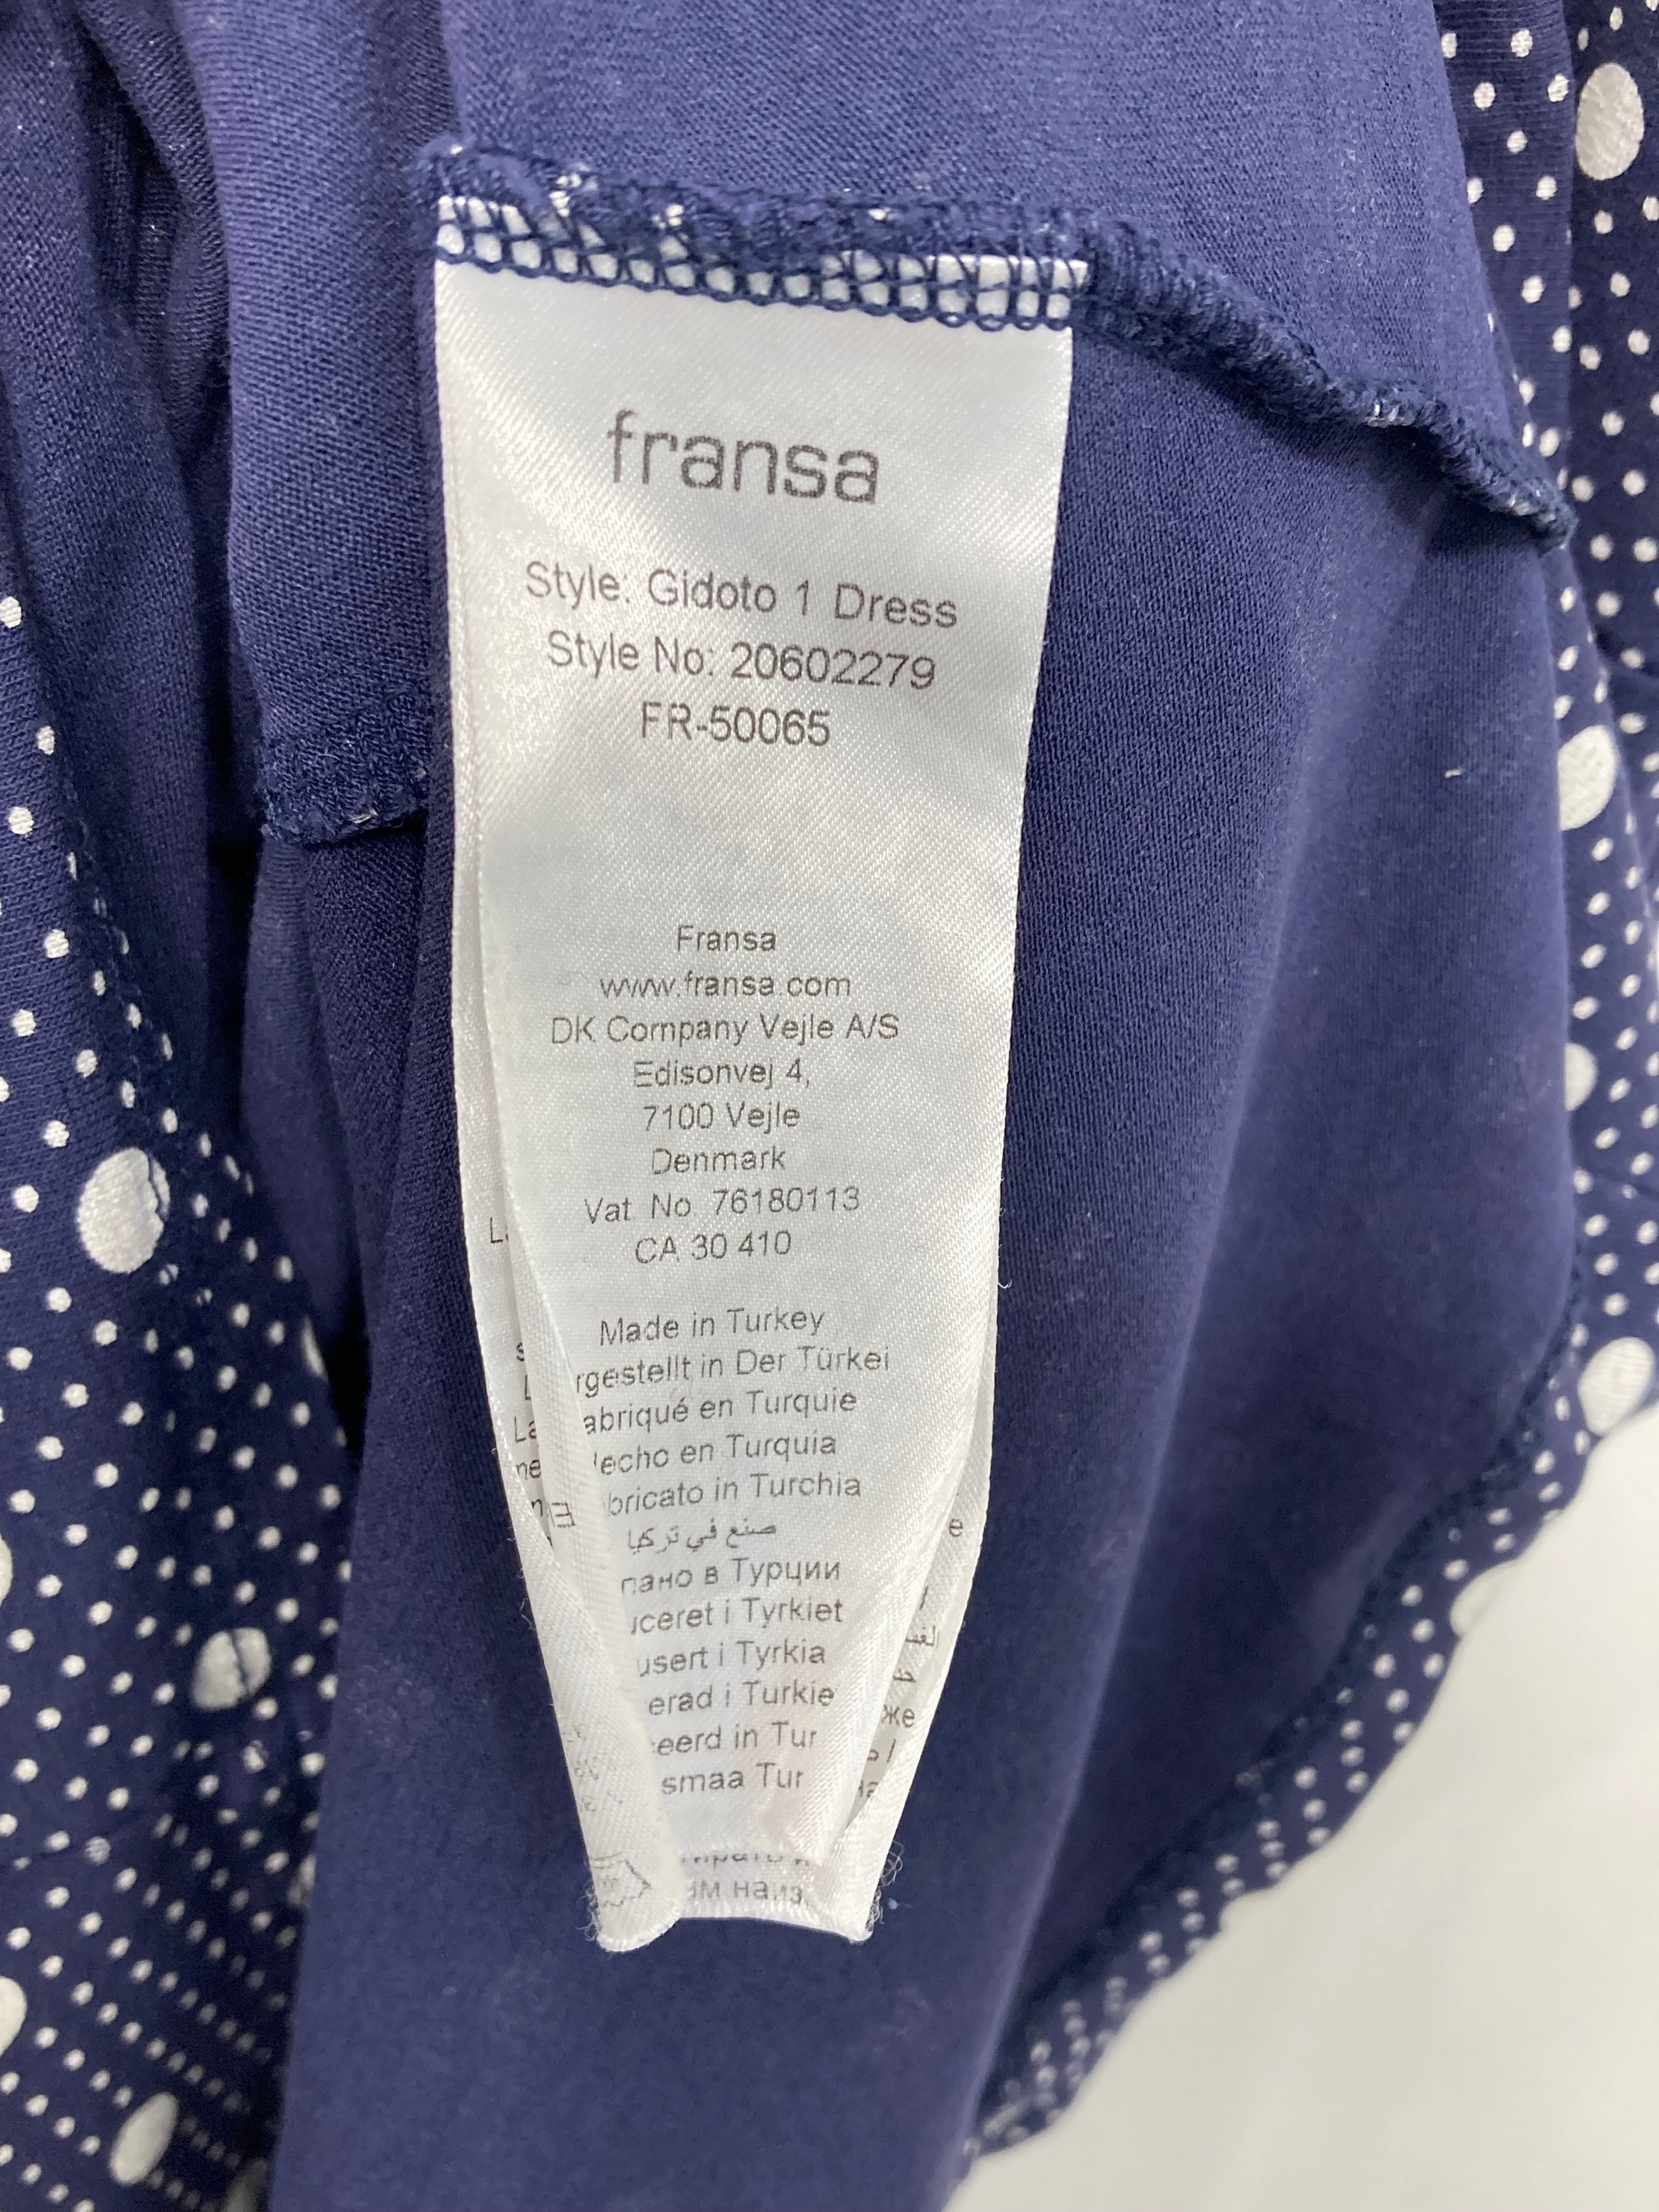 fransa
Style: Gidoto 1 Dress
Style No: 20602279
FR-50065
Fransa
www.fransa.com
DK Company Vejle A/S
Edisonvej 4,
7100 Vejle
Denmark
Vat. No. 76180113
CA 30 410
Made in Turkey
rgestellt in Der Türkei
abriqué en Turquie
echo en Turquia
bricato in Turchia
صنع في تركيا
лано в Турции
uceret i Tyrkiet
usert i Tyrkia
erad i Turkie
eerd in Tur
smaa Tur